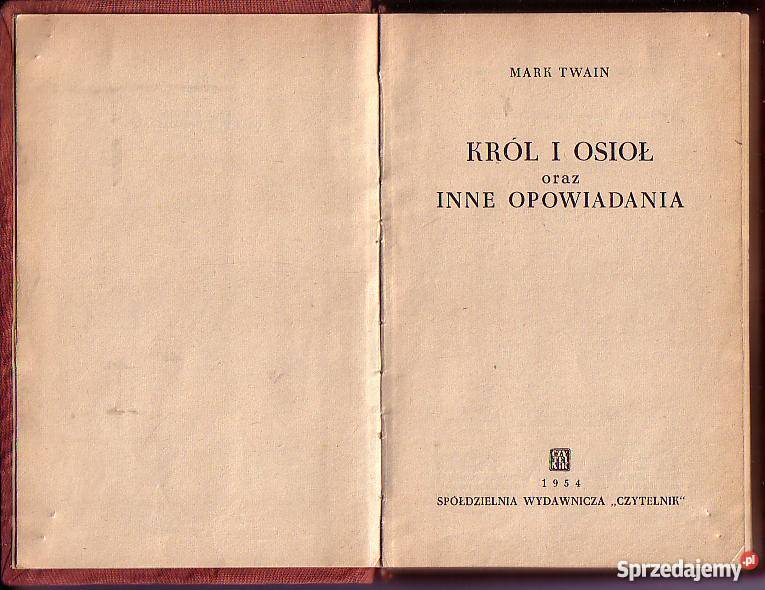 MARK TWAIN
KRÓL I OSIOŁ
oraz
INNE OPOWIADANIA
1954
SPÓŁDZIELNIA WYDAWNICZA „CZYTELNIK"
Sprzedajemy.pl